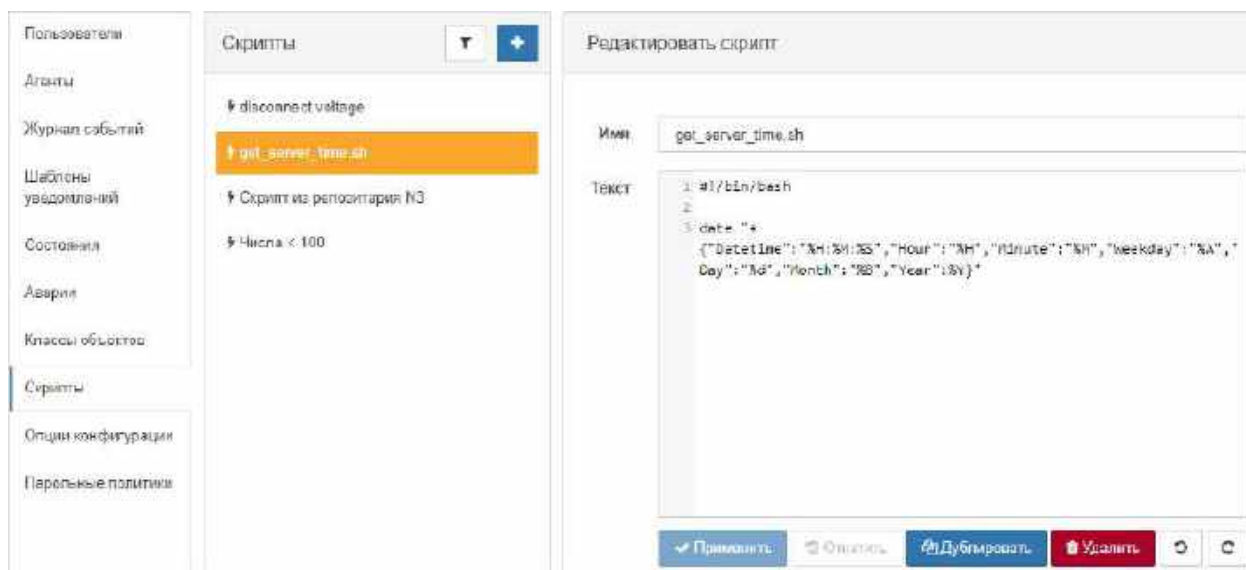 Пользователи
Агенты
Журнал событий
Шаблоны
уведомлений
Состояния
Аварии
Классы объектов
Скрипты
Опции конфигурации
Парольные политики
Скрипты
disconnect voltage
get_server_time.sh
Скрипт из репозитария N3
Числа < 100
Редактировать скрипт
Имя
get_server_time.sh
Текст
1 #!/bin/bash
2
3 date "+
{"Datetime":"%H:%M:%S","Hour":"%H","Minute":"%M","Weekday":"%A","
Day":"%d","Month":"%B","Year":%Y}"
Применить
Откатить
Дублировать
Удалить